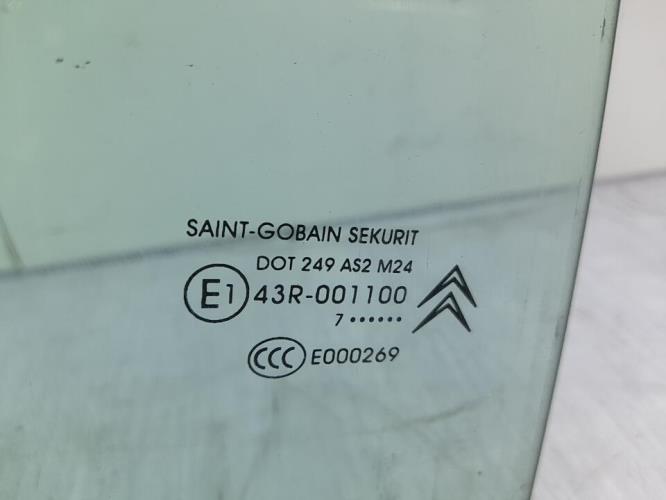 SAINT-GOBAIN SEKURIT
DOT 249 AS2 M24
E1 43R-001100
7 ••••••
CCC E000269